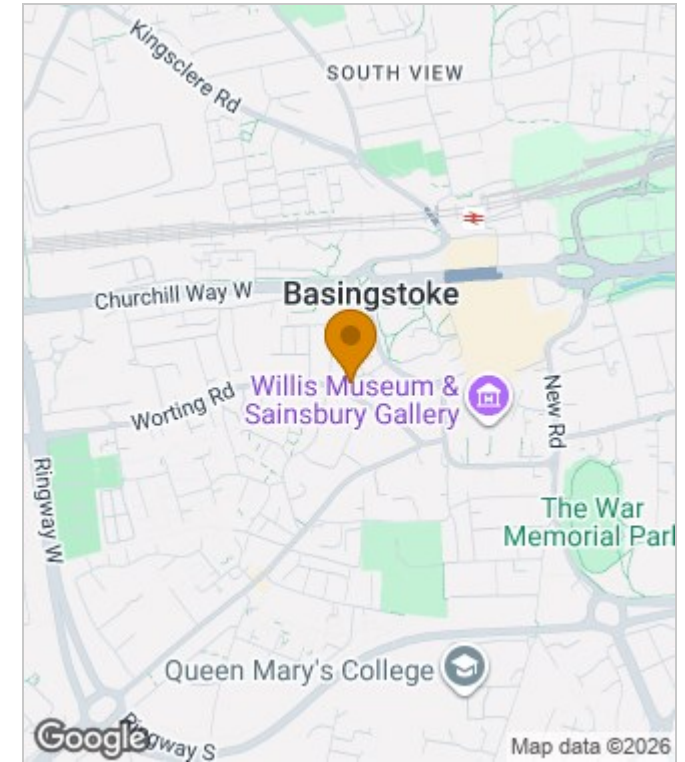 Kingsclere Rd
SOUTH VIEW
Churchill Way W
Basingstoke
Worting Rd
Willis Museum &
Sainsbury Gallery
New Rd
Ringway W
The War
Memorial Parl
Queen Mary's College
Ringway S
Google
Map data ©2026